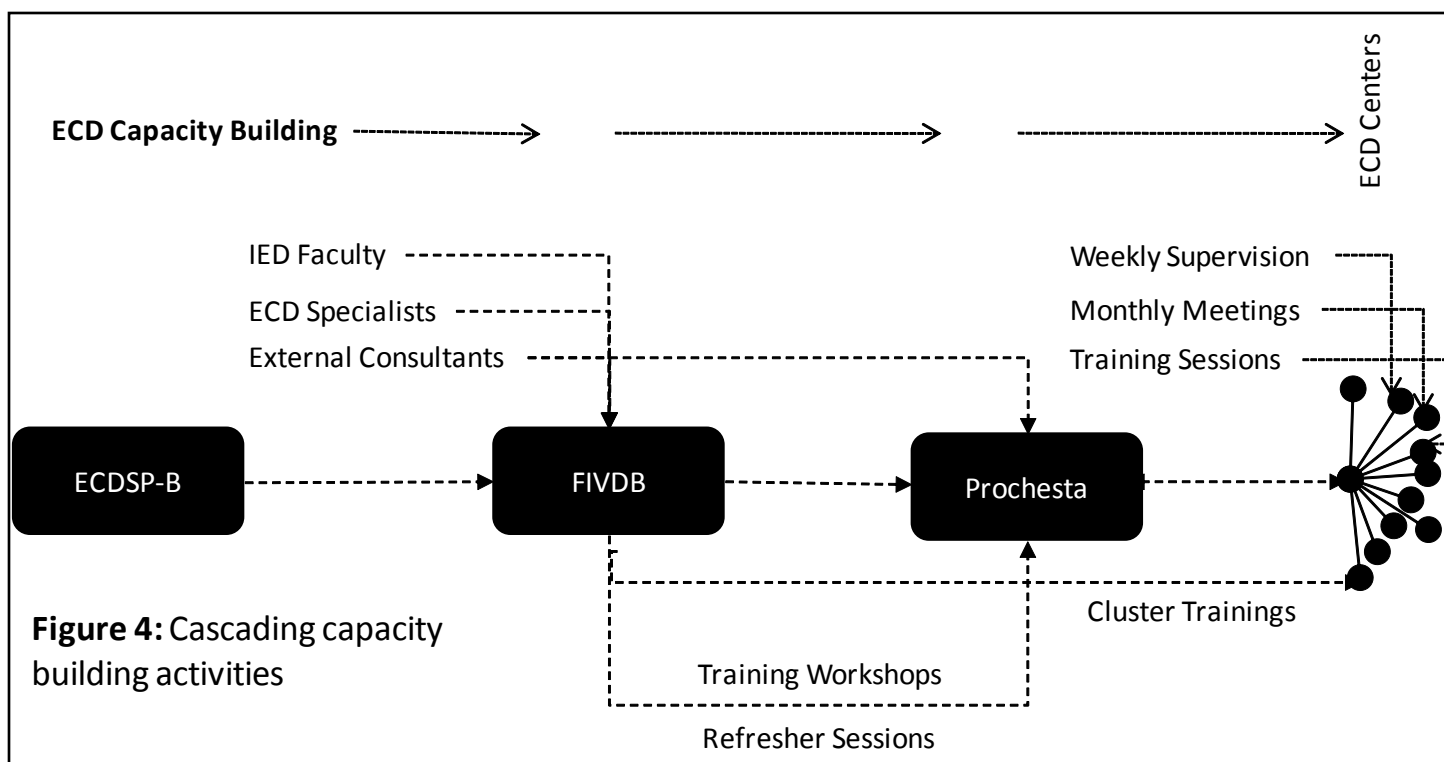 ECD Capacity Building
ECD Centers
IED Faculty
ECD Specialists
External Consultants
Weekly Supervision
Monthly Meetings
Training Sessions
ECDSP-B
FIVDB
Prochesta
Cluster Trainings
Figure 4: Cascading capacity
building activities
Training Workshops
Refresher Sessions